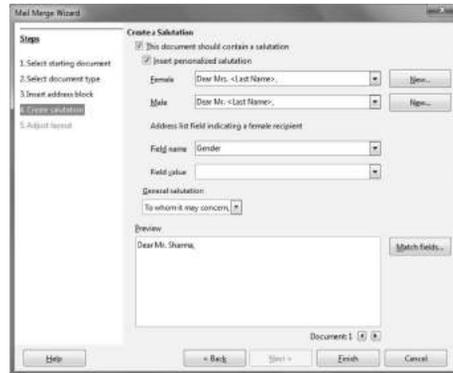 Mail Merge Wizard
Steps
1. Select starting document
2. Select document type
3. Insert address block
4. Create salutation
5. Adjust layout
Create a Salutation
This document should contain a salutation
Insert personalized salutation
Female Dear Mrs. <Last Name>, New...
Male Dear Mr. <Last Name>, New...
Address list field indicating a female recipient
Field name Gender
Field value
General salutation
To whom it may concern,
Preview
Dear Mr. Sharma,
Match fields...
Document: 1
Help < Back Next > Finish Cancel